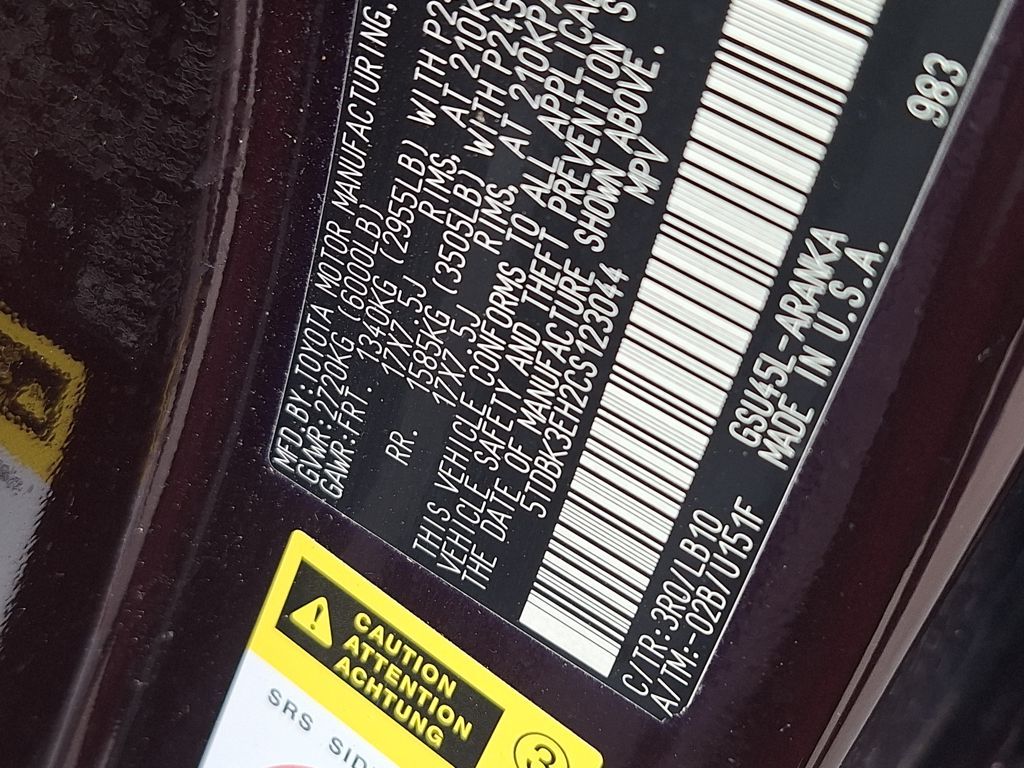 MFD. BY: TOYOTA MOTOR MANUFACTURING,
GVWR: 2720KG (6000LB)
GAWR: FRT. 1340KG (2955LB) WITH P2
17X7.5J RIMS, AT 210K
RR. 1585KG (3505LB) WITH P245
17X7.5J RIMS, AT 210KPA
THIS VEHICLE CONFORMS TO ALL APPLICA
VEHICLE SAFETY AND THEFT PREVENTION S
THE DATE OF MANUFACTURE SHOWN ABOVE.
5TDBK3EH2CS123044 MPV
C/TR:3R0/LB10 GSU45L-ARANKA 983
A/TM:-02B/U151F MADE IN U.S.A.
CAUTION
ATTENTION
ACHTUNG
3
SRS SID